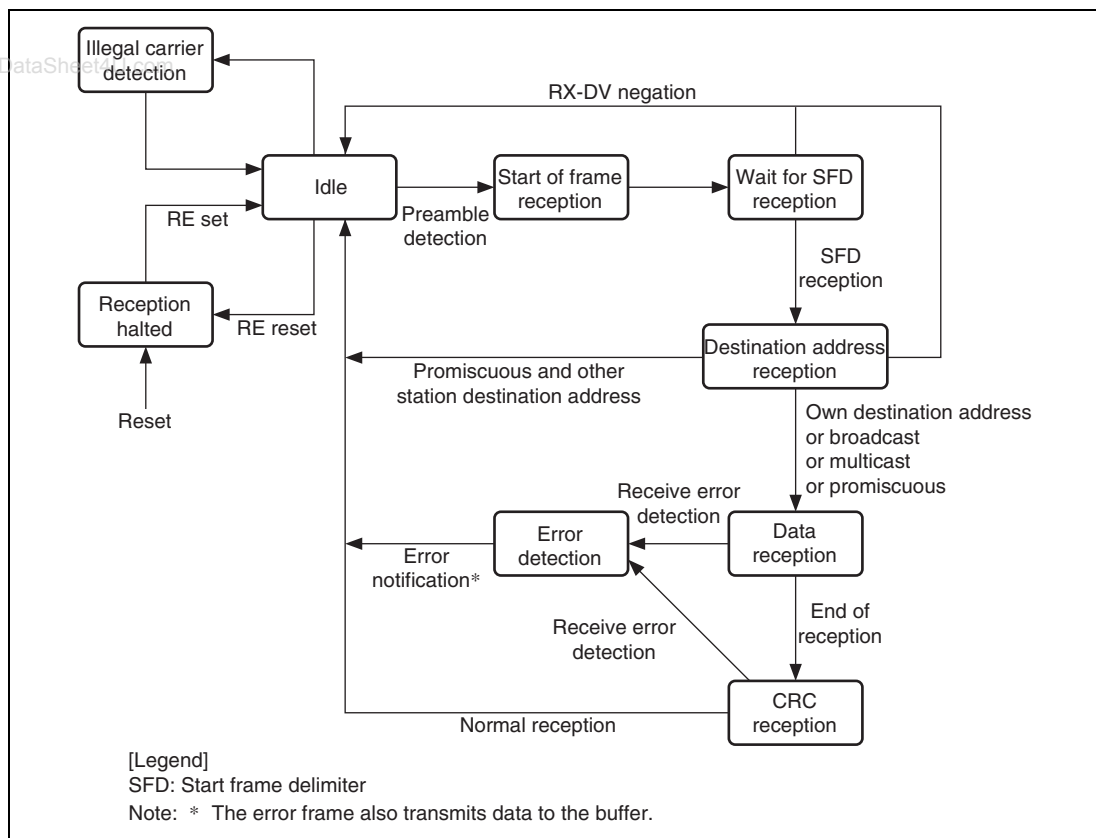 Illegal carrier
detection
DataSheet4U.com
RX-DV negation
Idle
Start of frame
reception
Wait for SFD
reception
Preamble
detection
RE set
SFD
reception
Reception
halted
RE reset
Destination address
reception
Promiscuous and other
station destination address
Reset
Own destination address
or broadcast
or multicast
or promiscuous
Receive error
detection
Error
detection
Data
reception
Error
notification*
End of
reception
Receive error
detection
CRC
reception
Normal reception
[Legend]
SFD: Start frame delimiter
Note: * The error frame also transmits data to the buffer.